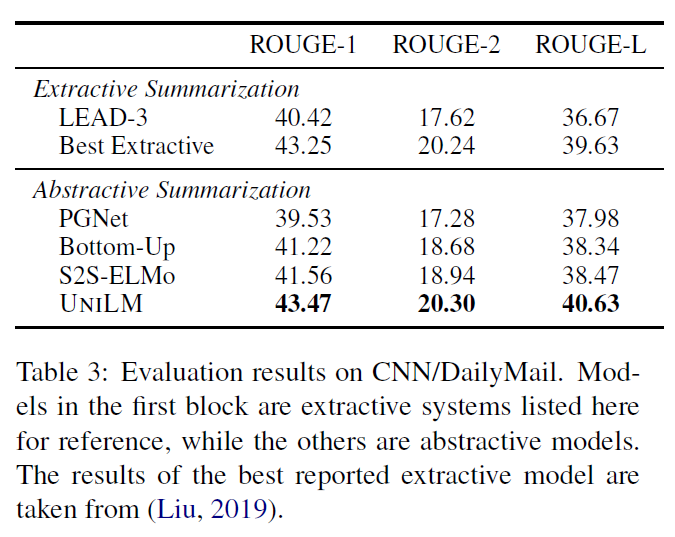 ROUGE-1 ROUGE-2 ROUGE-L
Extractive Summarization
LEAD-3 40.42 17.62 36.67
Best Extractive 43.25 20.24 39.63
Abstractive Summarization
PGNet 39.53 17.28 37.98
Bottom-Up 41.22 18.68 38.34
S2S-ELMo 41.56 18.94 38.47
UNILM 43.47 20.30 40.63
Table 3: Evaluation results on CNN/DailyMail. Mod-
els in the first block are extractive systems listed here
for reference, while the others are abstractive models.
The results of the best reported extractive model are
taken from (Liu, 2019).